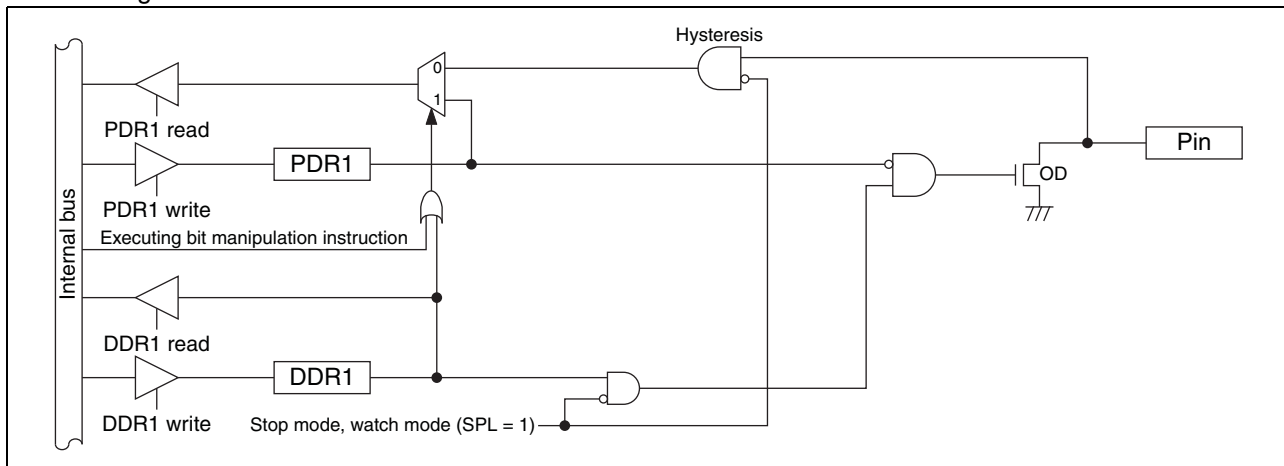 Hysteresis
0
1
PDR1 read
PDR1
Pin
OD
PDR1 write
Executing bit manipulation instruction
Internal bus
DDR1 read
DDR1
DDR1 write
Stop mode, watch mode (SPL = 1)